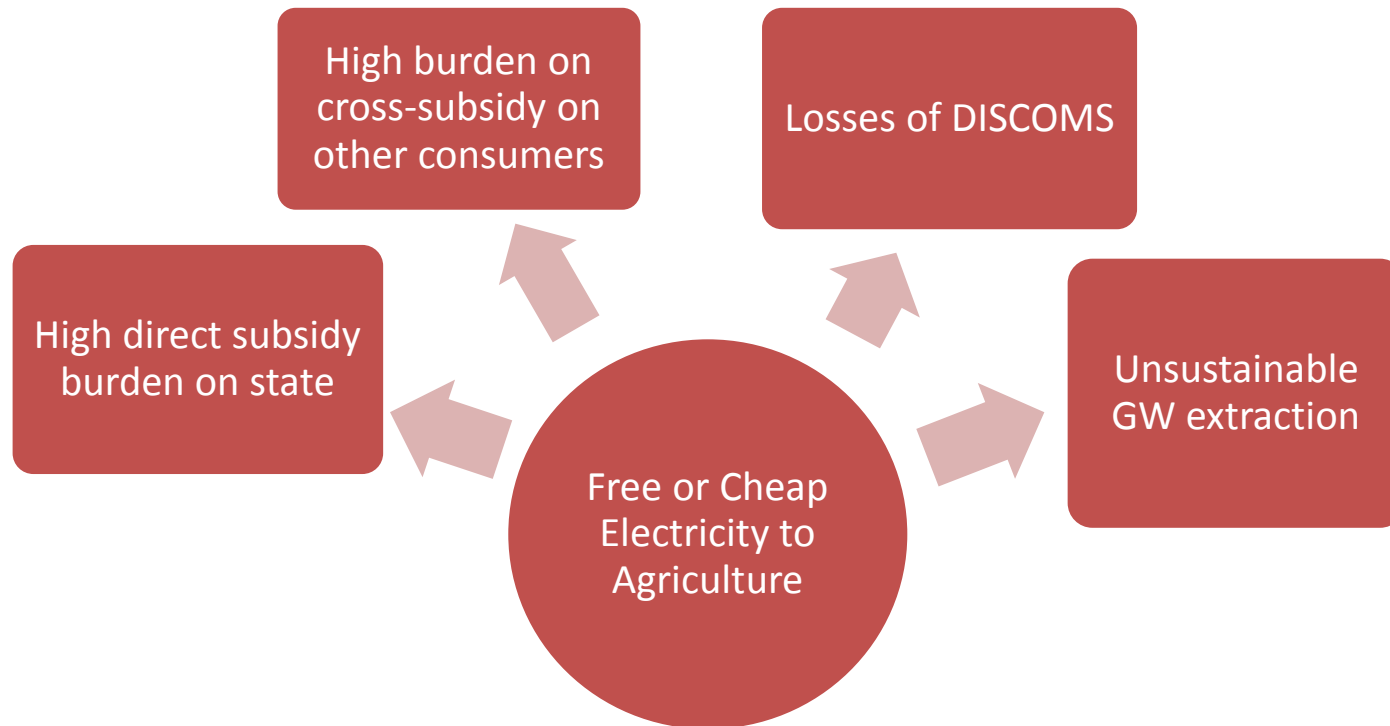 High burden on
cross-subsidy on
other consumers
Losses of DISCOMS
High direct subsidy
burden on state
Unsustainable
GW extraction
Free or Cheap
Electricity to
Agriculture